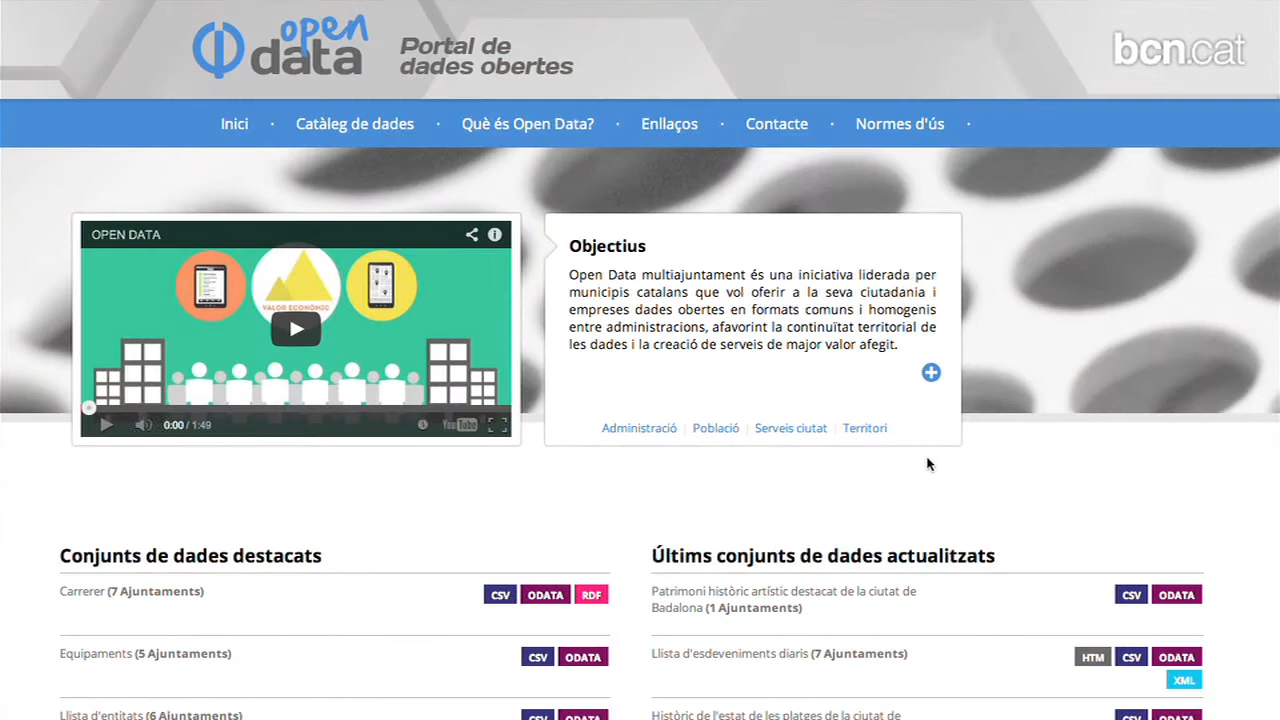 open
data
Portal de
dades obertes
bcn.cat
Inici · Catàleg de dades · Què és Open Data? · Enllaços · Contacte · Normes d'ús ·
OPEN DATA
VALOR ECONÒMIC
0:00 / 1:49
YouTube
Objectius
Open Data multiajuntament és una iniciativa liderada per
municipis catalans que vol oferir a la seva ciutadania i
empreses dades obertes en formats comuns i homogenis
entre administracions, afavorint la continuïtat territorial de
les dades i la creació de serveis de major valor afegit.
Administració | Població | Serveis ciutat | Territori
Conjunts de dades destacats
Carrerer (7 Ajuntaments)
CSV ODATA RDF
Equipaments (5 Ajuntaments)
CSV ODATA
Llista d'entitats (6 Ajuntaments)
CSV ODATA
Últims conjunts de dades actualitzats
Patrimoni històric artístic destacat de la ciutat de
Badalona (1 Ajuntaments)
CSV ODATA
Llista d'esdeveniments diaris (7 Ajuntaments)
HTM CSV ODATA
XML
Històric de l'estat de les platges de la ciutat de
CSV ODATA